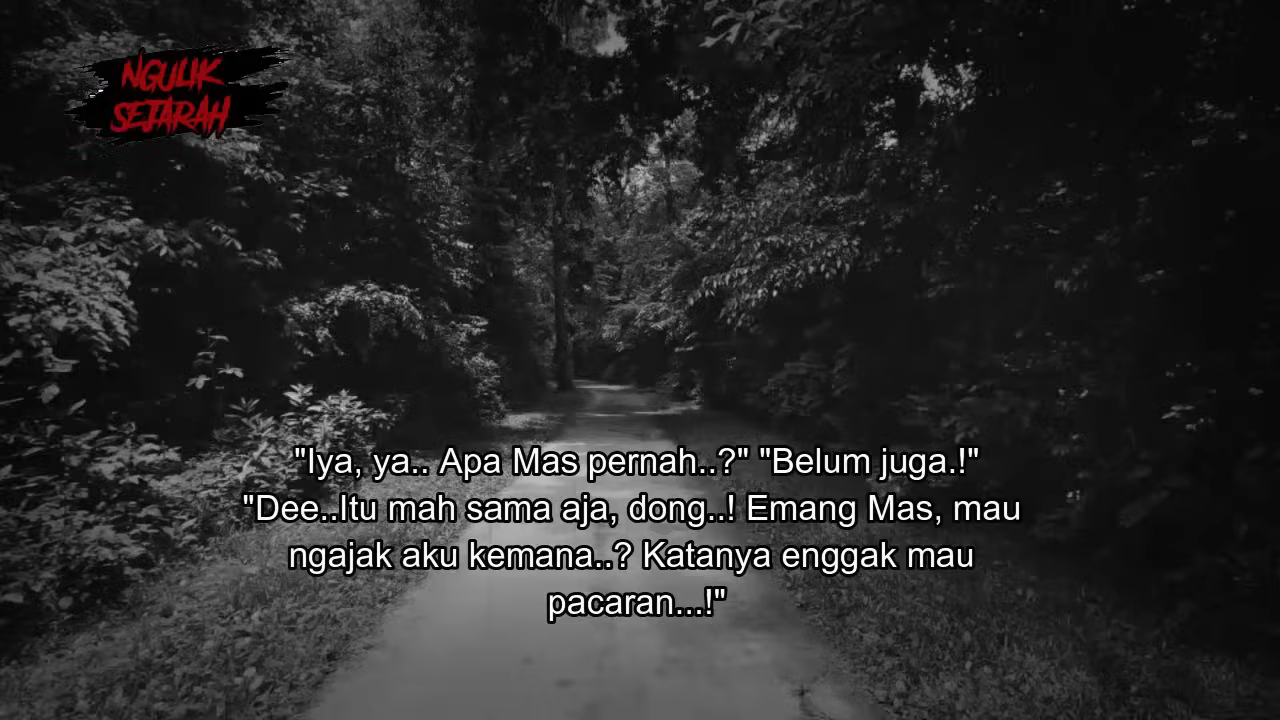 NGULIK
SEJARAH
"Iya, ya.. Apa Mas pernah..?" "Belum juga.!"
"Dee..Itu mah sama aja, dong..! Emang Mas, mau
ngajak aku kemana..? Katanya enggak mau
pacaran...!"